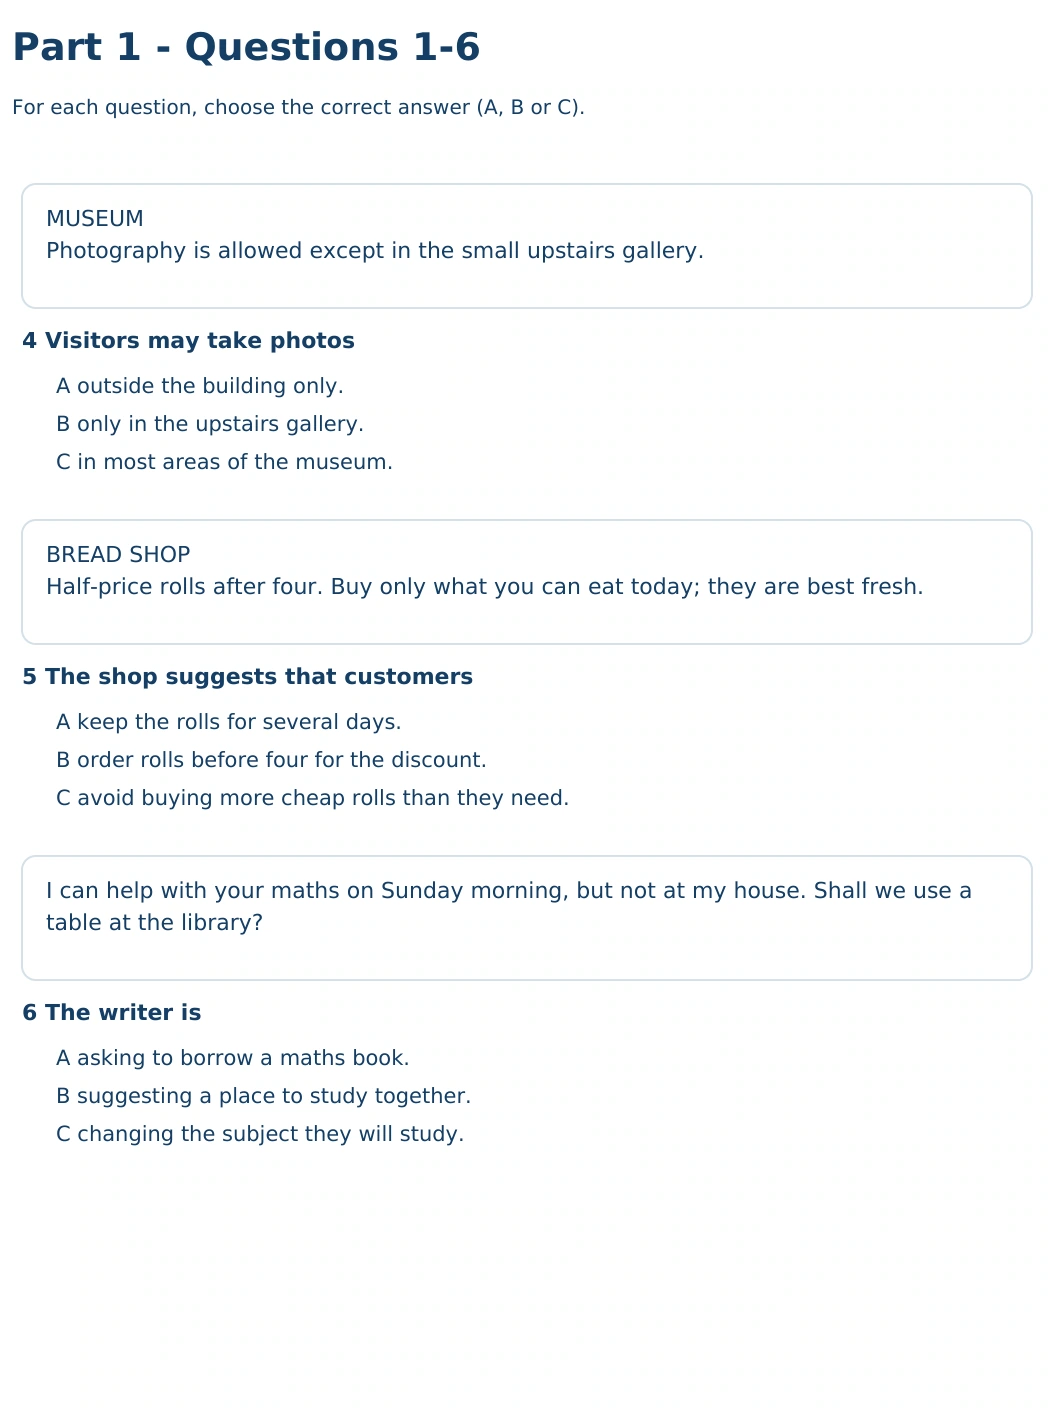 Part 1 - Questions 1-6
For each question, choose the correct answer (A, B or C).
MUSEUM
Photography is allowed except in the small upstairs gallery.
4 Visitors may take photos
A outside the building only.
B only in the upstairs gallery.
C in most areas of the museum.
BREAD SHOP
Half-price rolls after four. Buy only what you can eat today; they are best fresh.
5 The shop suggests that customers
A keep the rolls for several days.
B order rolls before four for the discount.
C avoid buying more cheap rolls than they need.
I can help with your maths on Sunday morning, but not at my house. Shall we use a
table at the library?
6 The writer is
A asking to borrow a maths book.
B suggesting a place to study together.
C changing the subject they will study.